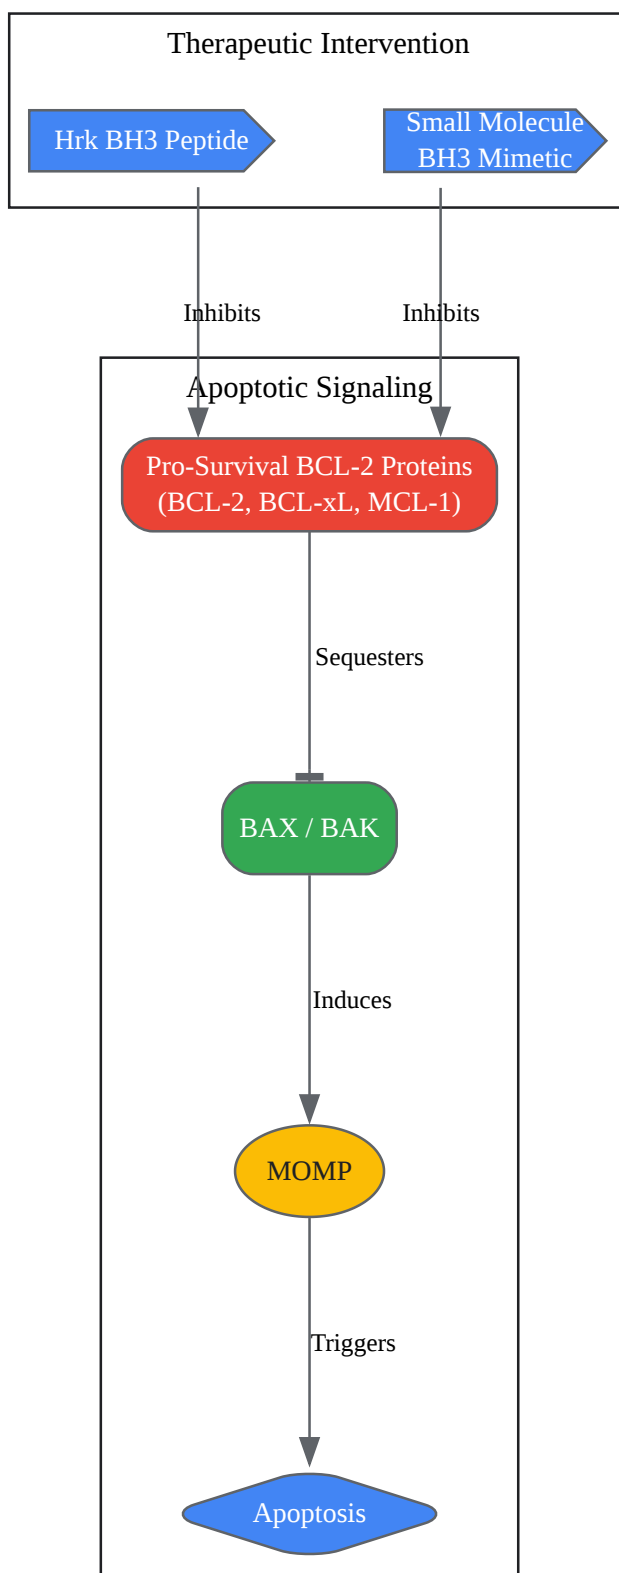 Therapeutic Intervention
Hrk BH3 Peptide
Small Molecule
BH3 Mimetic
Inhibits
Inhibits
Apoptotic Signaling
Pro-Survival BCL-2 Proteins
(BCL-2, BCL-xL, MCL-1)
Sequesters
BAX / BAK
Induces
MOMP
Triggers
Apoptosis